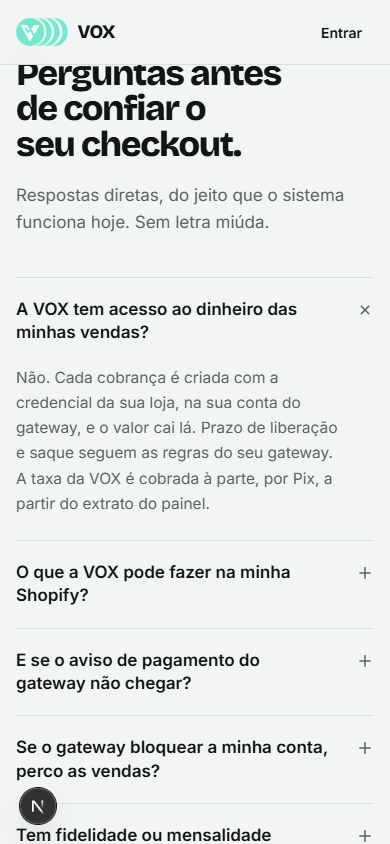 VOX
Entrar
Perguntas antes
de confiar o
seu checkout.
Respostas diretas, do jeito que o sistema
funciona hoje. Sem letra miúda.
A VOX tem acesso ao dinheiro das
minhas vendas?
Não. Cada cobrança é criada com a
credencial da sua loja, na sua conta do
gateway, e o valor cai lá. Prazo de liberação
e saque seguem as regras do seu gateway.
A taxa da VOX é cobrada à parte, por Pix, a
partir do extrato do painel.
O que a VOX pode fazer na minha
Shopify?
E se o aviso de pagamento do
gateway não chegar?
Se o gateway bloquear a minha conta,
perco as vendas?
N
Tem fidelidade ou mensalidade